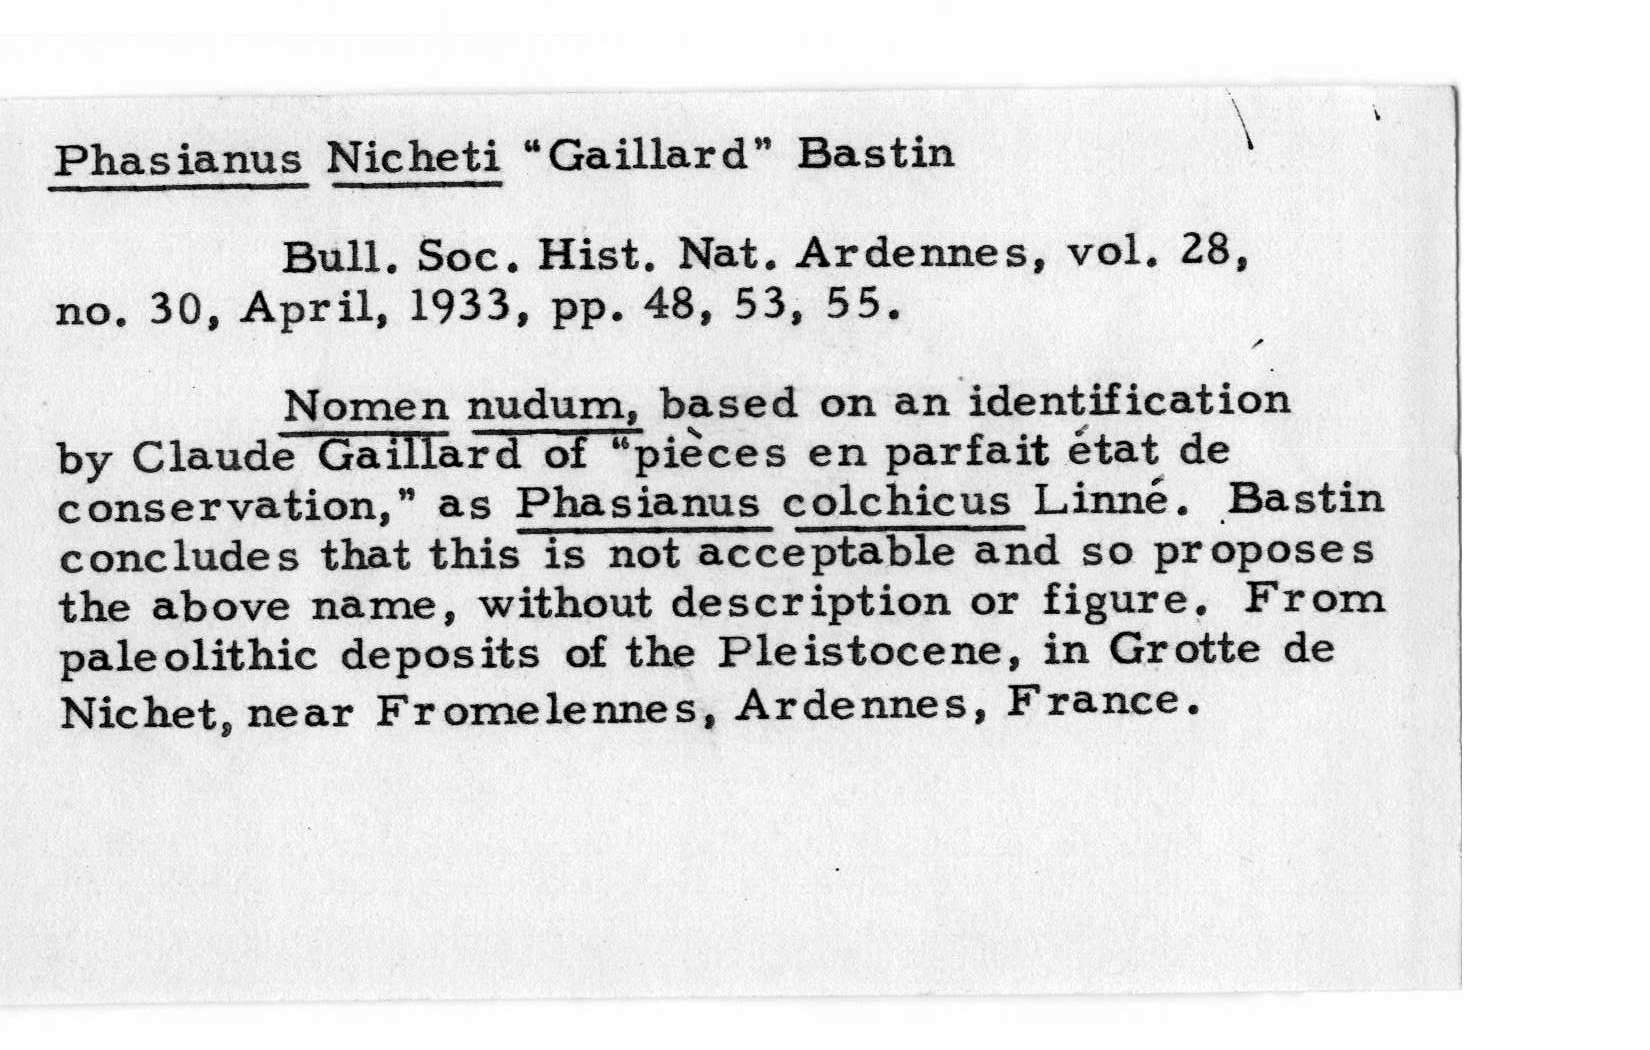 Phasianus Nicheti “Gaillard” Bastin
Bull. Soc. Hist. Nat. Ardennes, vol. 28,
no. 30, April, 1933, pp. 48, 53, 55.
Nomen nudum, based on an identification
by Claude Gaillard of “pièces en parfait état de
conservation,” as Phasianus colchicus Linné. Bastin
concludes that this is not acceptable and so proposes
the above name, without description or figure. From
paleolithic deposits of the Pleistocene, in Grotte de
Nichet, near Fromelennes, Ardennes, France.